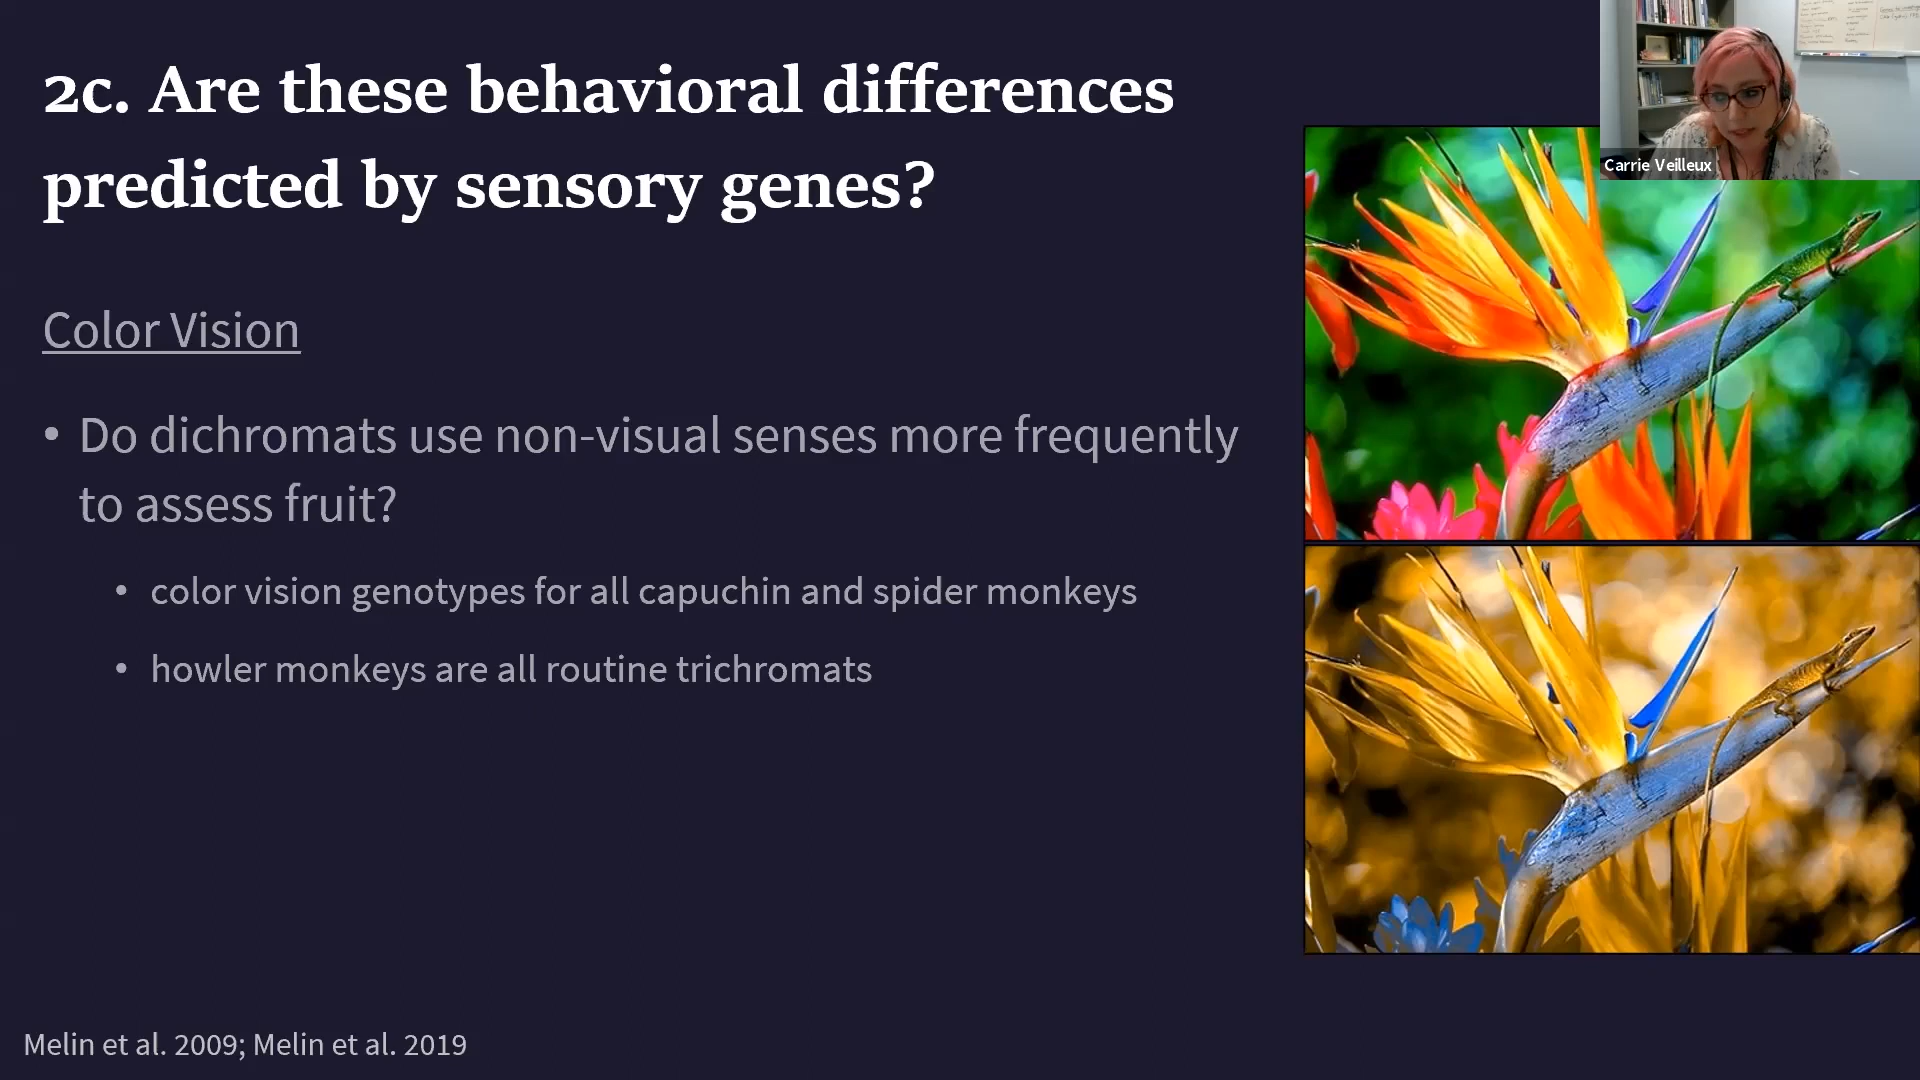 2c. Are these behavioral differences
predicted by sensory genes?
Carrie Veilleux
Color Vision
• Do dichromats use non-visual senses more frequently
to assess fruit?
• color vision genotypes for all capuchin and spider monkeys
• howler monkeys are all routine trichromats
Melin et al. 2009; Melin et al. 2019